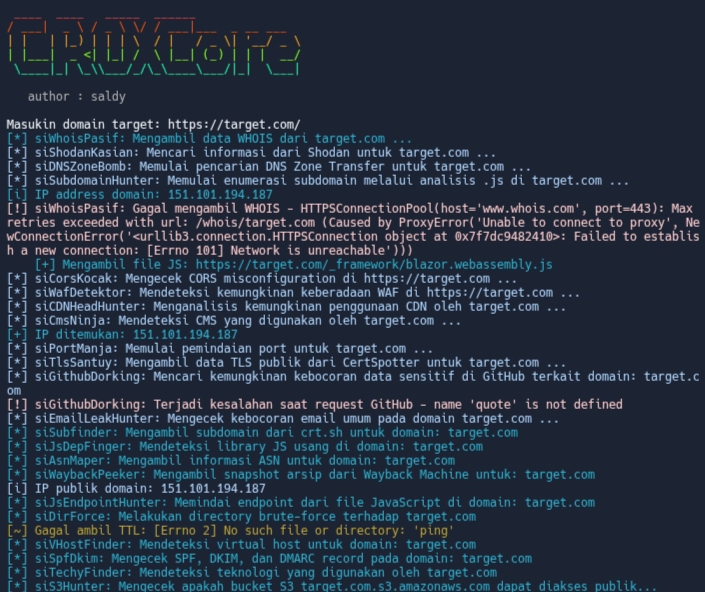 CROXCore
author : saldy
Masukin domain target: https://target.com/
[*] siWhoisPasif: Mengambil data WHOIS dari target.com ...
[*] siShodanKasian: Mencari informasi dari Shodan untuk target.com ...
[*] siDNSZoneBomb: Memulai pencarian DNS Zone Transfer untuk target.com ...
[*] siSubdomainHunter: Memulai enumerasi subdomain melalui analisis .js di target.com ...
[i] IP address domain: 151.101.194.187
[!] siWhoisPasif: Gagal mengambil WHOIS - HTTPSConnectionPool(host='www.whois.com', port=443): Max
retries exceeded with url: /whois/target.com (Caused by ProxyError('Unable to connect to proxy', Ne
wConnectionError('<urllib3.connection.HTTPSConnection object at 0x7f7dc9482410>: Failed to establis
h a new connection: [Errno 101] Network is unreachable')))
[+] Mengambil file JS: https://target.com/_framework/blazor.webassembly.js
[*] siCorsKocak: Mengecek CORS misconfiguration di https://target.com ...
[*] siWafDetektor: Mendeteksi kemungkinan keberadaan WAF di https://target.com ...
[*] siCDNHeadHunter: Menganalisis kemungkinan penggunaan CDN oleh target.com ...
[*] siCmsNinja: Mendeteksi CMS yang digunakan oleh target.com ...
[+] IP ditemukan: 151.101.194.187
[*] siPortManja: Memulai pemindaian port untuk target.com ...
[*] siTlsSantuy: Mengambil data TLS publik dari CertSpotter untuk target.com ...
[*] siGithubDorking: Mencari kemungkinan kebocoran data sensitif di GitHub terkait domain: target.c
om
[!] siGithubDorking: Terjadi kesalahan saat request GitHub - name 'quote' is not defined
[*] siEmailLeakHunter: Mengecek kebocoran email umum pada domain target.com ...
[*] siSubfinder: Mengambil subdomain dari crt.sh untuk domain: target.com
[*] siJsDepFinger: Mendeteksi library JS usang di domain: target.com
[*] siAsnMaper: Mengambil informasi ASN untuk domain: target.com
[*] siWaybackPeeker: Mengambil snapshot arsip dari Wayback Machine untuk: target.com
[i] IP publik domain: 151.101.194.187
[*] siJsEndpointHunter: Memindai endpoint dari file JavaScript di domain: target.com
[*] siDirForce: Melakukan directory brute-force terhadap target.com
[~] Gagal ambil TTL: [Errno 2] No such file or directory: 'ping'
[*] siVHostFinder: Mendeteksi virtual host untuk domain: target.com
[*] siSpfDkim: Mengecek SPF, DKIM, dan DMARC record pada domain: target.com
[*] siTechyFinder: Mendeteksi teknologi yang digunakan oleh target.com
[*] siS3Hunter: Mengecek apakah bucket S3 target.com.s3.amazonaws.com dapat diakses publik...